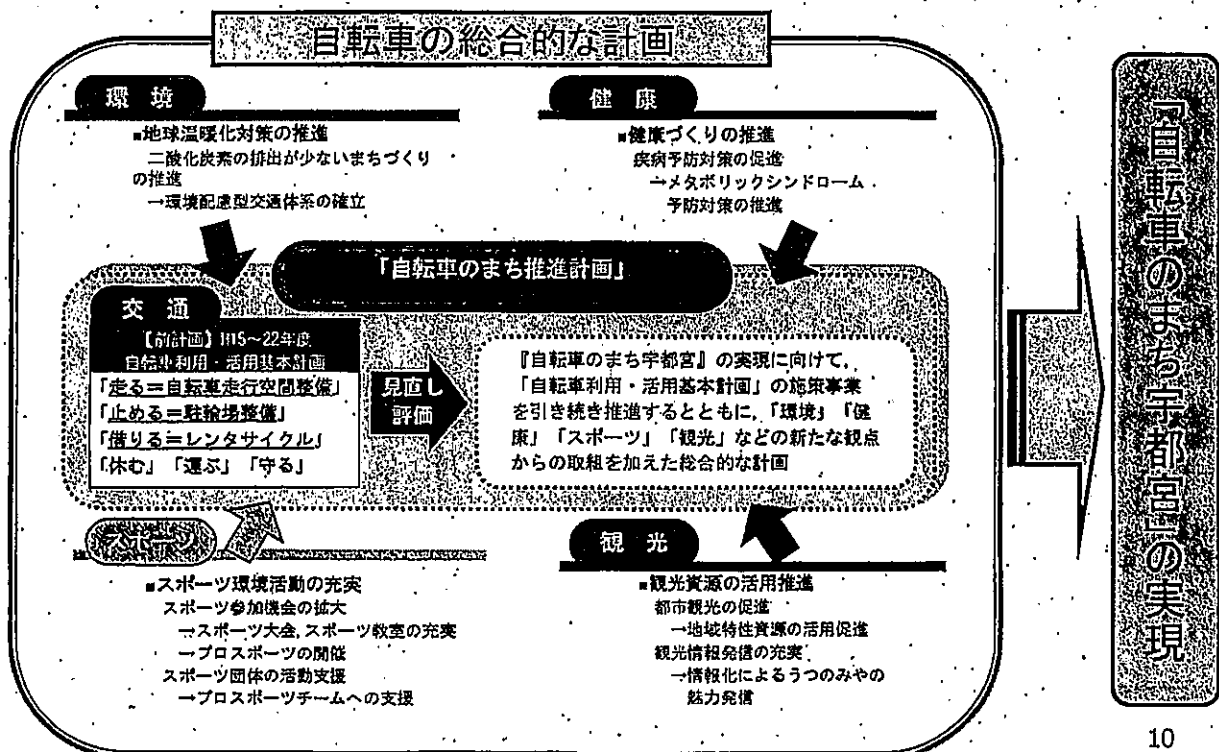 自転車の総合的な計画
環 境
■地球温暖化対策の推進
二酸化炭素の排出が少ないまちづくり
の推進
→環境配慮型交通体系の確立
健 康
■健康づくりの推進
疾病予防対策の促進
→メタボリックシンドローム
予防対策の推進
「自転車のまち推進計画」
交 通
【前計画】H15～22年度
自転車利用・活用基本計画
「走る＝自転車走行空間整備」
「止める＝駐輪場整備」
「借りる＝レンタサイクル」
「休む」「運ぶ」「守る」
見直し
評価
『自転車のまち宇都宮』の実現に向けて，
「自転車利用・活用基本計画」の施策事業
を引き続き推進するとともに，「環境」「健
康」「スポーツ」「観光」などの新たな観点
からの取組を加えた総合的な計画
スポーツ
■スポーツ環境活動の充実
スポーツ参加機会の拡大
→スポーツ大会，スポーツ教室の充実
→プロスポーツの開催
スポーツ団体の活動支援
→プロスポーツチームへの支援
観 光
■観光資源の活用推進
都市観光の促進
→地域特性資源の活用促進
観光情報発信の充実
→情報化によるうつのみやの
魅力発信
『自転車のまち宇都宮』の実現
10